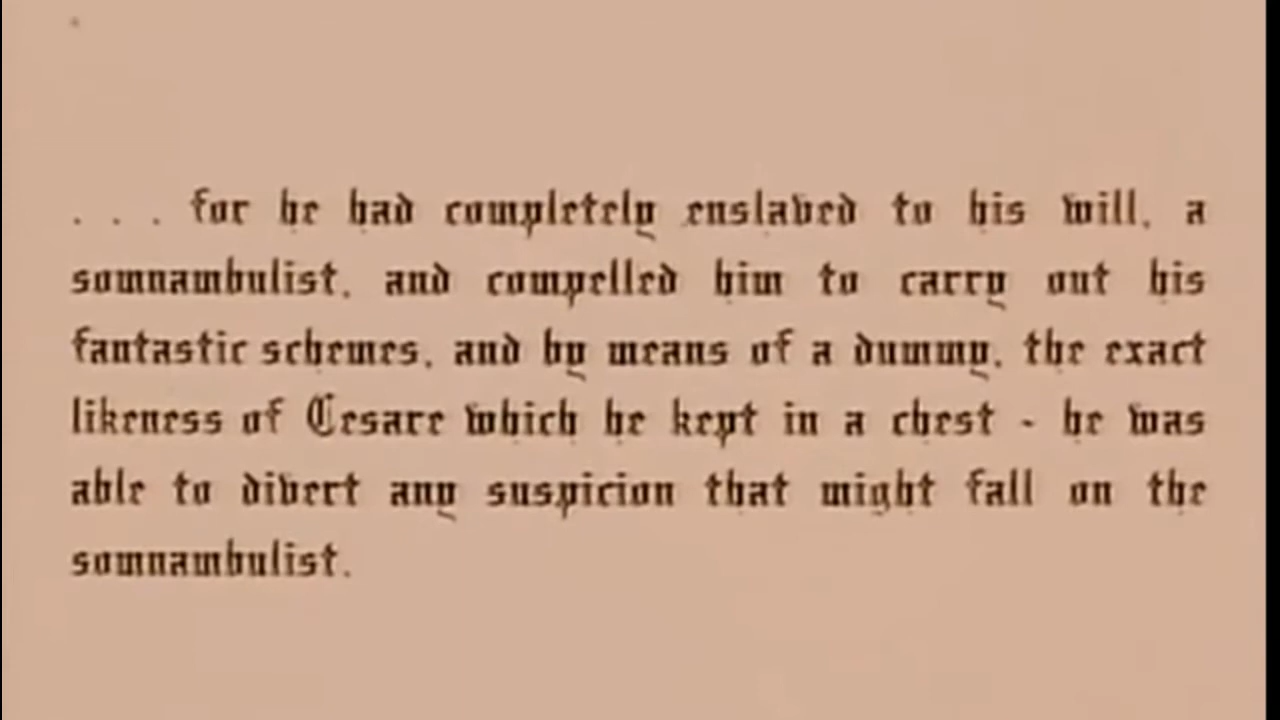 . . . for he had completely enslaved to his will, a
somnambulist, and compelled him to carry out his
fantastic schemes, and by means of a dummy, the exact
likeness of Cesare which he kept in a chest - he was
able to divert any suspicion that might fall on the
somnambulist.